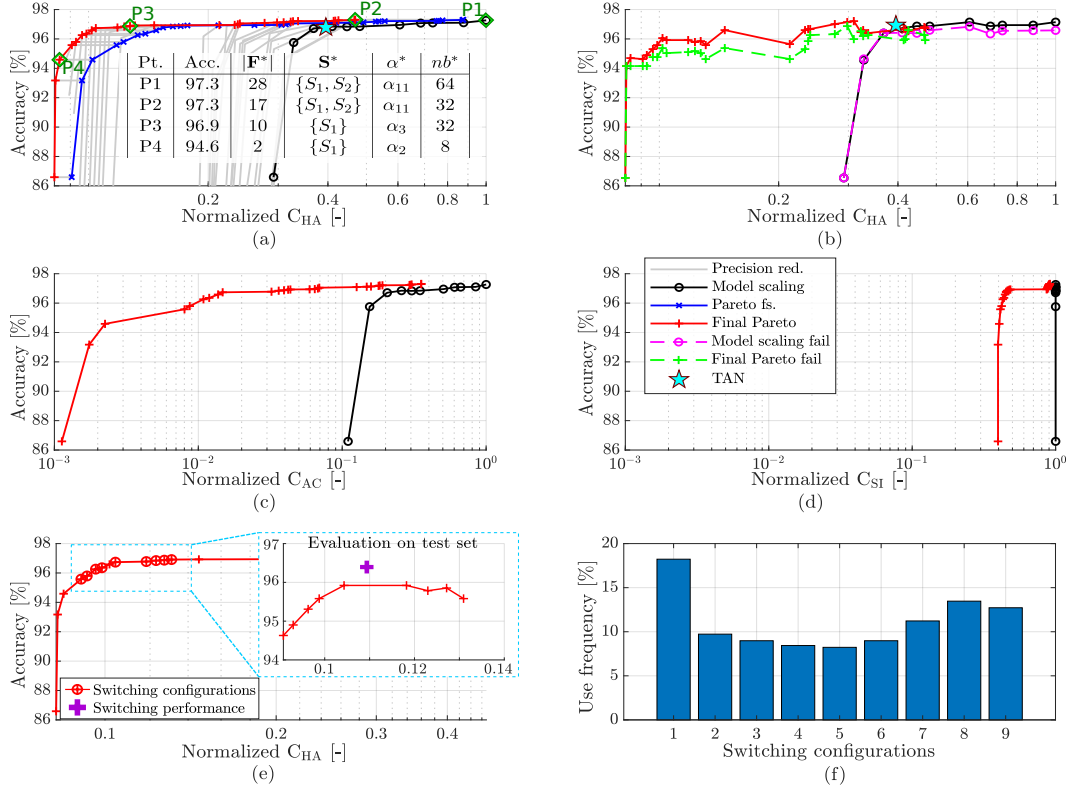 98
96
94
92
90
88
86
Accuracy [%]
P3
P2
P1
P4
Pt. Acc. |F*| S* α* nb*
P1 97.3 28 {S₁, S₂} α₁₁ 64
P2 97.3 17 {S₁, S₂} α₁₁ 32
P3 96.9 10 {S₁} α₃ 32
P4 94.6 2 {S₁} α₂ 8
0.2 0.4 0.6 0.8 1
Normalized C_HA [-]
(a)
98
96
94
92
90
88
86
Accuracy [%]
0.2 0.4 0.6 0.8 1
Normalized C_HA [-]
(b)
98
96
94
92
90
88
86
Accuracy [%]
10⁻³ 10⁻² 10⁻¹ 10⁰
Normalized C_AC [-]
(c)
98
96
94
92
90
88
86
Accuracy [%]
Precision red.
Model scaling
Pareto fs.
Final Pareto
Model scaling fail
Final Pareto fail
TAN
10⁻³ 10⁻² 10⁻¹ 10⁰
Normalized C_SI [-]
(d)
98
96
94
92
90
88
86
Accuracy [%]
Evaluation on test set
97
96
95
94
0.1 0.12 0.14
Switching configurations
Switching performance
0.1 0.2 0.3 0.4
Normalized C_HA [-]
(e)
20
15
10
5
0
Use frequency [%]
1 2 3 4 5 6 7 8 9
Switching configurations
(f)